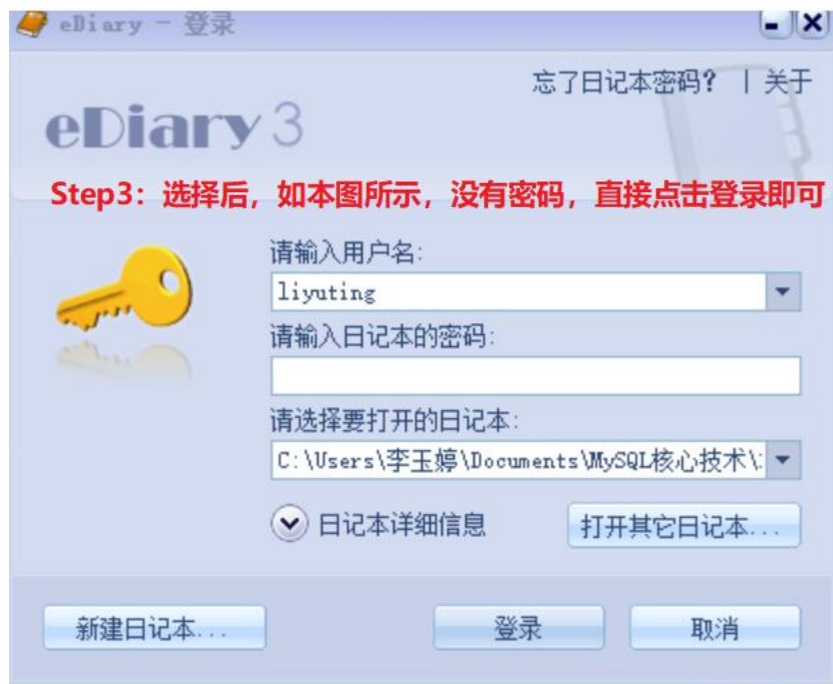 eDiary - 登录
忘了日记本密码? | 关于
eDiary 3
Step3：选择后，如本图所示，没有密码，直接点击登录即可
请输入用户名:
liyuting
请输入日记本的密码:
请选择要打开的日记本:
C:\Users\李玉婷\Documents\MySQL核心技术\
日记本详细信息
打开其它日记本...
新建日记本...
登录
取消